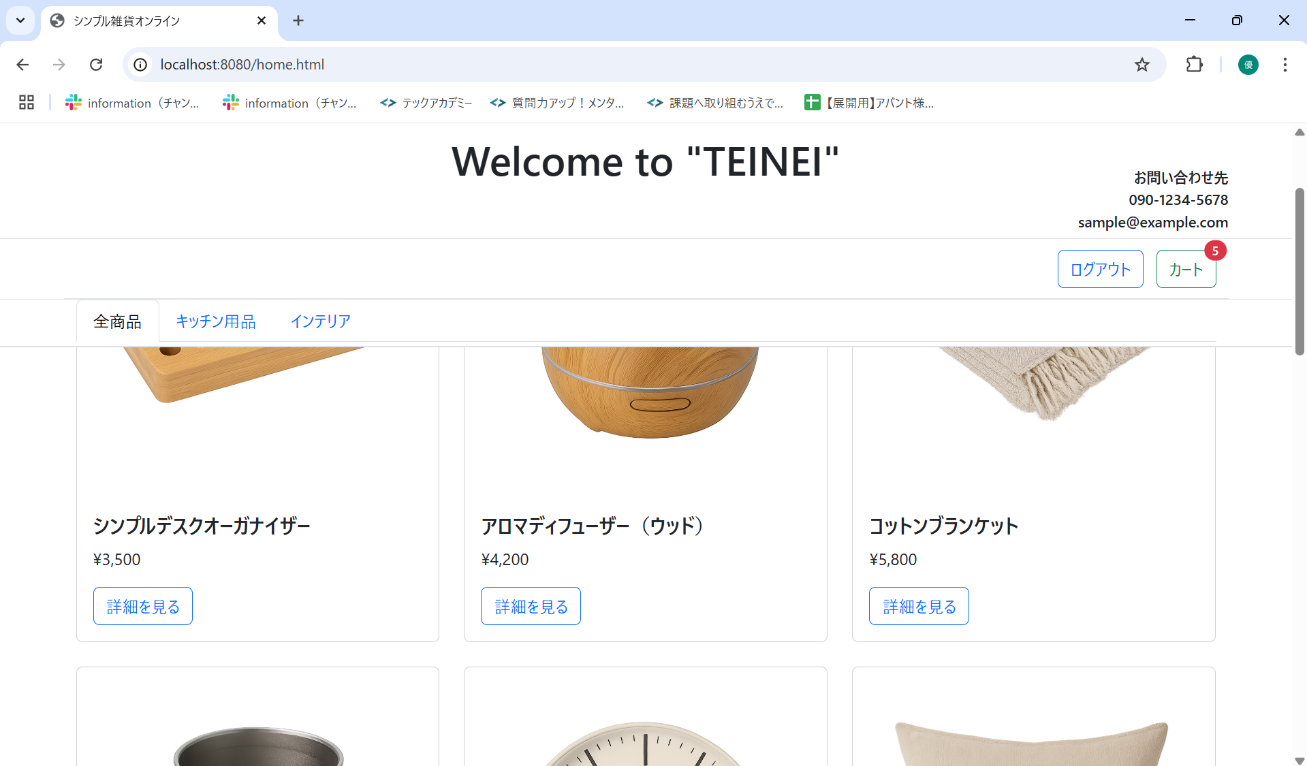 シンプル雑貨オンライン
localhost:8080/home.html
優
information（チャン...
information（チャン...
テックアカデミー
質問力アップ！メンタ...
課題へ取り組むうえで...
【展開用】アバント様...
Welcome to "TEINEI"
お問い合わせ先
090-1234-5678
sample@example.com
ログアウト
カート
5
全商品
キッチン用品
インテリア
シンプルデスクオーガナイザー
アロマディフューザー（ウッド）
コットンブランケット
¥3,500
¥4,200
¥5,800
詳細を見る
詳細を見る
詳細を見る